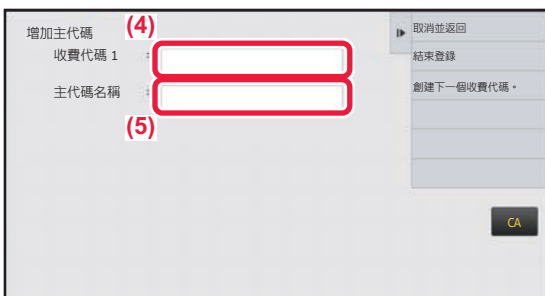 增加主代碼
(4)
收費代碼 1 :
主代碼名稱 :
(5)
取消並返回
結束登錄
創建下一個收費代碼。
CA